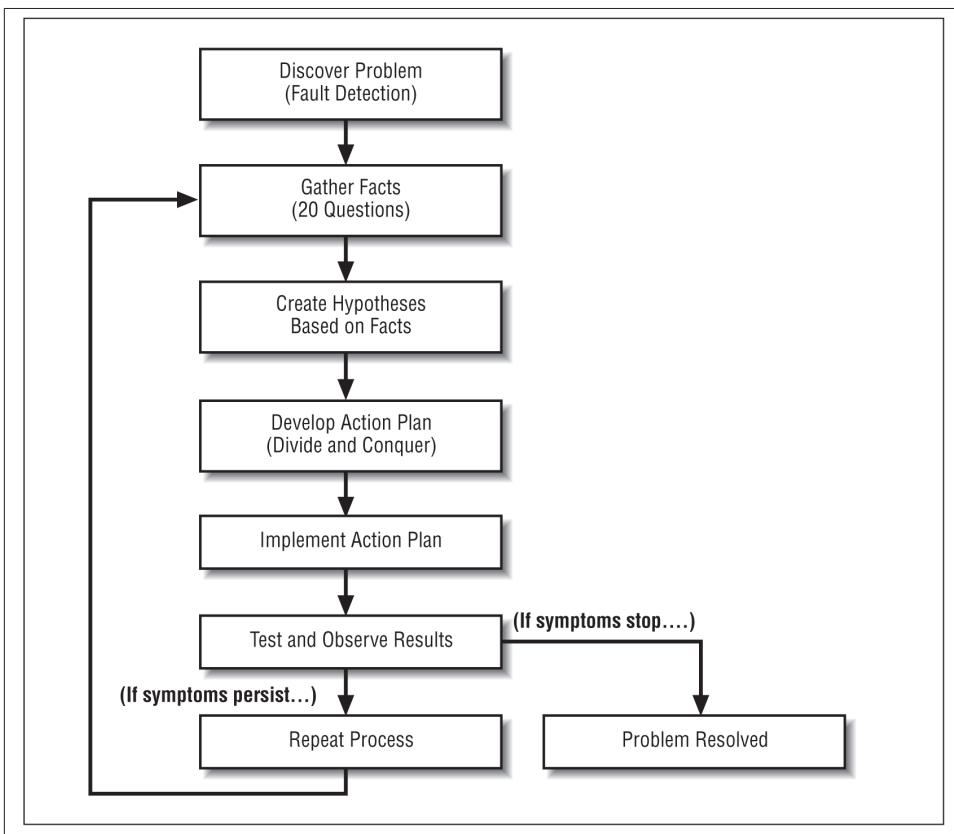 Discover Problem
(Fault Detection)
Gather Facts
(20 Questions)
Create Hypotheses
Based on Facts
Develop Action Plan
(Divide and Conquer)
Implement Action Plan
Test and Observe Results
(If symptoms stop....)
(If symptoms persist...)
Repeat Process
Problem Resolved